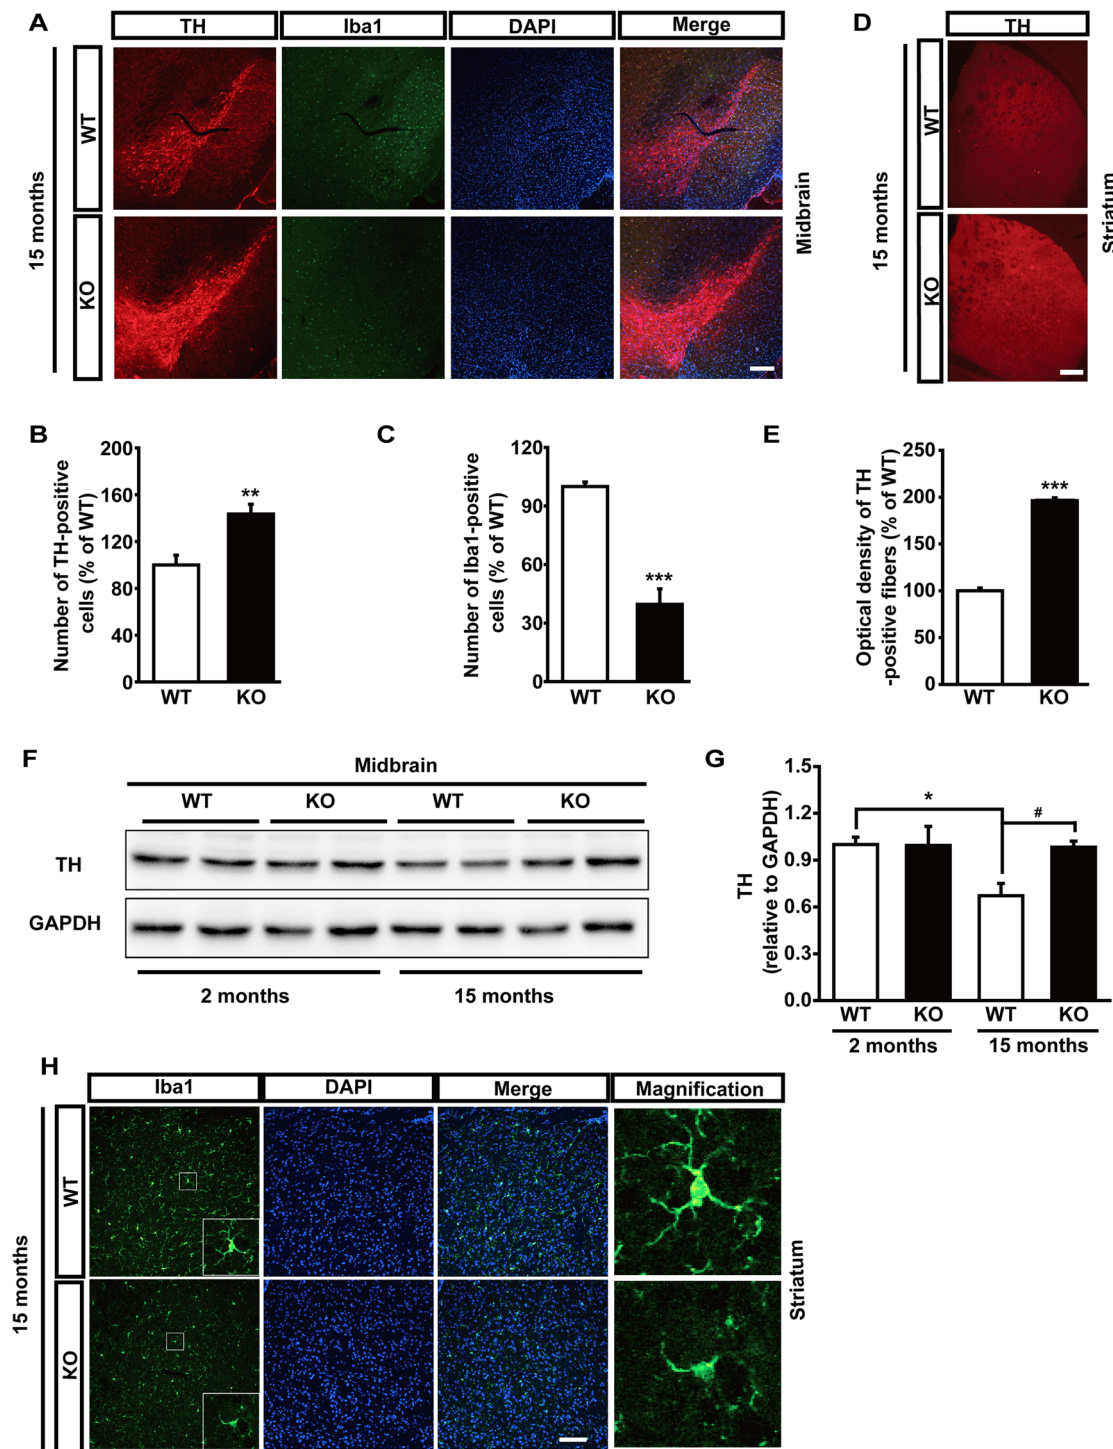 A
TH
Iba1
DAPI
Merge
15 months
WT
KO
Midbrain
D
TH
15 months
WT
KO
Striatum
B
Number of TH-positive
cells (% of WT)
200
160
120
80
40
0
**
WT
KO
C
Number of Iba1-positive
cells (% of WT)
120
90
60
30
0
***
WT
KO
E
Optical density of TH
-positive fibers (% of WT)
250
200
150
100
50
0
***
WT
KO
F
Midbrain
WT
KO
WT
KO
TH
GAPDH
2 months
15 months
G
TH
(relative to GAPDH)
1.5
1.2
0.9
0.6
0.3
0.0
*
#
WT
KO
WT
KO
2 months
15 months
H
Iba1
DAPI
Merge
Magnification
15 months
WT
KO
Striatum